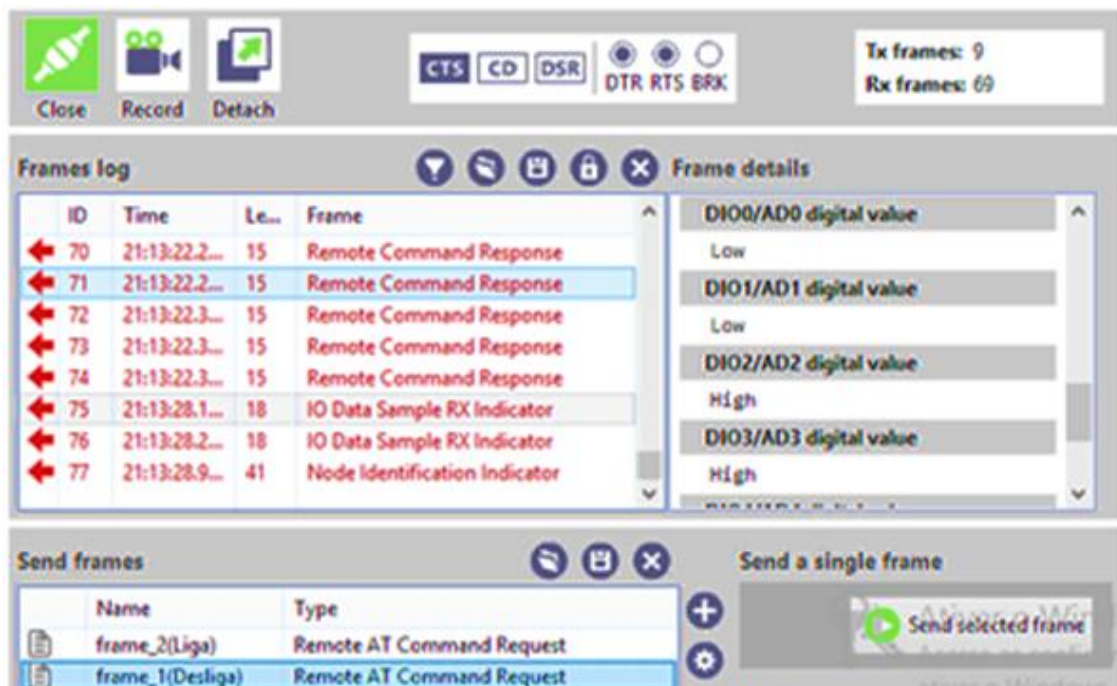 Close Record Detach
CTS CD DSR
DTR RTS BRK
Tx frames: 9
Rx frames: 69
Frames log
ID Time Le... Frame
70 21:13:22.2... 15 Remote Command Response
71 21:13:22.2... 15 Remote Command Response
72 21:13:22.3... 15 Remote Command Response
73 21:13:22.3... 15 Remote Command Response
74 21:13:22.3... 15 Remote Command Response
75 21:13:28.1... 18 IO Data Sample RX Indicator
76 21:13:28.2... 18 IO Data Sample RX Indicator
77 21:13:28.9... 41 Node Identification Indicator
Frame details
DIO0/AD0 digital value
Low
DIO1/AD1 digital value
Low
DIO2/AD2 digital value
High
DIO3/AD3 digital value
High
Send frames
Name Type
frame_2(Liga) Remote AT Command Request
frame_1(Desliga) Remote AT Command Request
Send a single frame
Send selected frame